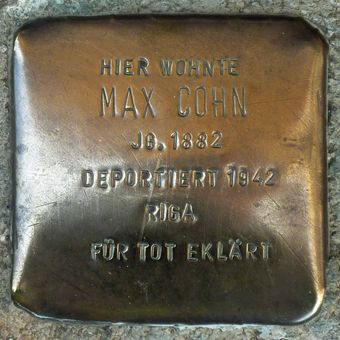 HIER WOHNTE
MAX COHN
JG. 1882
DEPORTIERT 1942
RIGA
FÜR TOT EKLÄRT